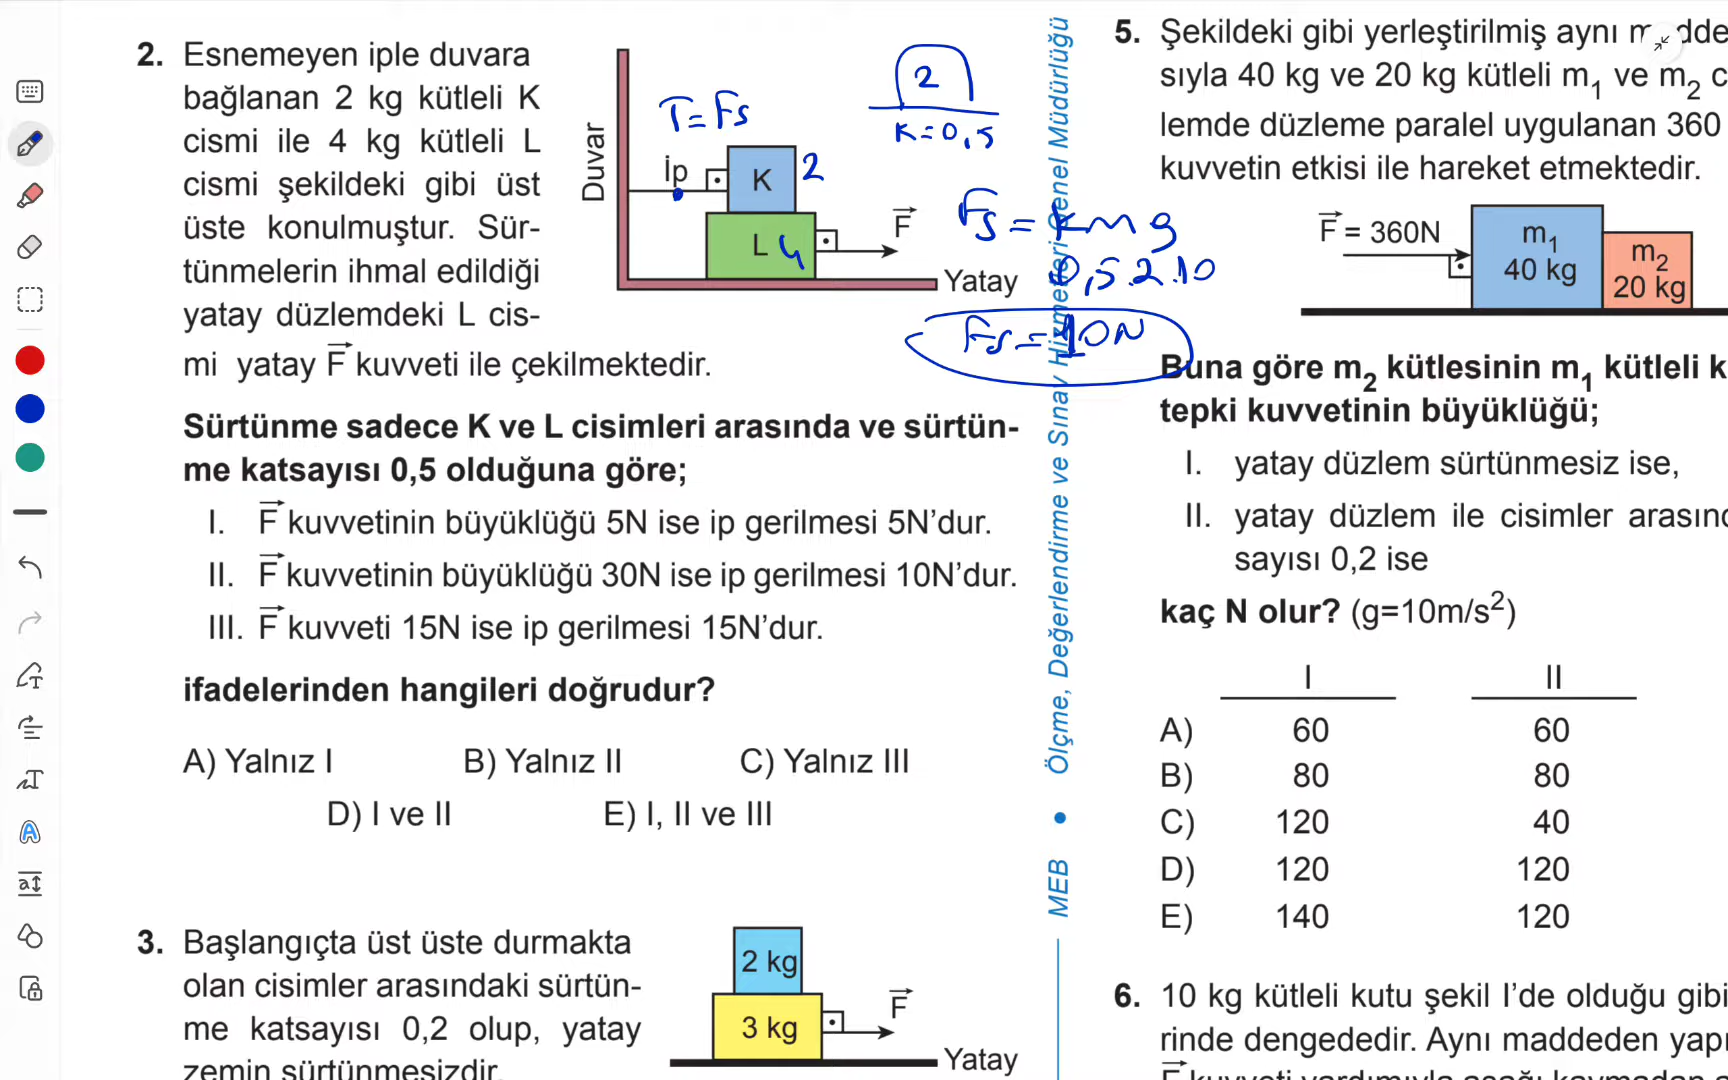 2. Esnemeyen iple duvara
bağlanan 2 kg kütleli K
cismi ile 4 kg kütleli L
cismi şekildeki gibi üst
üste konulmuştur. Sür-
tünmelerin ihmal edildiği
yatay düzlemdeki L cis-
mi yatay F kuvveti ile çekilmektedir.
Duvar
T=Fs
İp
K
2
L
4
F
Yatay
2
K=0,5
Fs=kmg
0,5.2.10
Fs=10N
Sürtünme sadece K ve L cisimleri arasında ve sürtün-
me katsayısı 0,5 olduğuna göre;
I. F kuvvetinin büyüklüğü 5N ise ip gerilmesi 5N'dur.
II. F kuvvetinin büyüklüğü 30N ise ip gerilmesi 10N'dur.
III. F kuvveti 15N ise ip gerilmesi 15N'dur.
ifadelerinden hangileri doğrudur?
A) Yalnız I B) Yalnız II C) Yalnız III
D) I ve II E) I, II ve III
3. Başlangıçta üst üste durmakta
olan cisimler arasındaki sürtün-
me katsayısı 0,2 olup, yatay
zemin sürtünmesizdir.
2 kg
3 kg
F
Yatay
MEB • Ölçme, Değerlendirme ve Sınav Hizmetleri Genel Müdürlüğü
5. Şekildeki gibi yerleştirilmiş aynı
sıyla 40 kg ve 20 kg kütleli m1 ve m2 c
lemde düzleme paralel uygulanan 360
kuvvetin etkisi ile hareket etmektedir.
F = 360N
m1
40 kg
m2
20 kg
Buna göre m2 kütlesinin m1 kütleli k
tepki kuvvetinin büyüklüğü;
I. yatay düzlem sürtünmesiz ise,
II. yatay düzlem ile cisimler
sayısı 0,2 ise
kaç N olur? (g=10m/s2)
I II
A) 60 60
B) 80 80
C) 120 40
D) 120 120
E) 140 120
6. 10 kg kütleli kutu şekil I'de olduğu gibi
rinde dengededir. Aynı maddeden